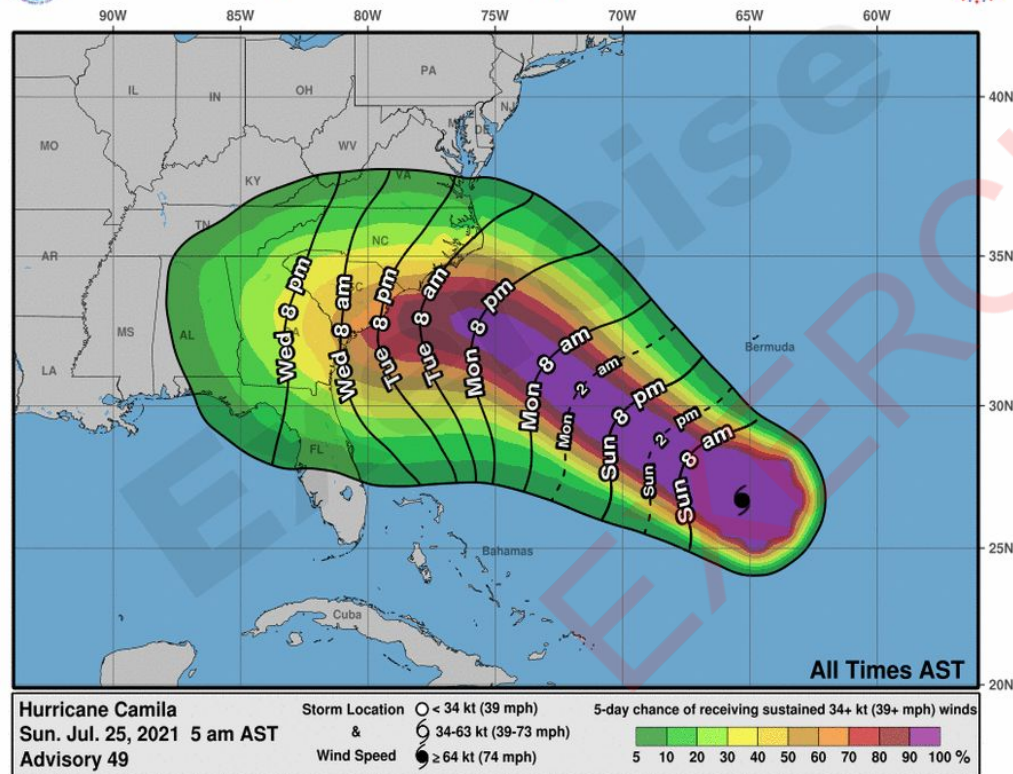 90W 85W 80W 75W 70W 65W 60W
Exercise
EXERC
PA
IL IN OH
NJ
40N
M DE
MO
WV
KY VA
TN
NC
35N
AR
SC
MS AL
A
Bermuda
LA
30N
FL
25N
Bahamas
Cuba
20N
Wed 8 pm
Wed 8 am
Tue 8 pm
Tue 8 am
Mon 8 pm
Mon 8 am
Mon 2 am
Sun 8 pm
Sun 2 pm
Sun 8 am
All Times AST
Hurricane Camila
Sun. Jul. 25, 2021 5 am AST
Advisory 49
Storm Location
&
Wind Speed
< 34 kt (39 mph)
34-63 kt (39-73 mph)
≥ 64 kt (74 mph)
5-day chance of receiving sustained 34+ kt (39+ mph) winds
5 10 20 30 40 50 60 70 80 90 100 %